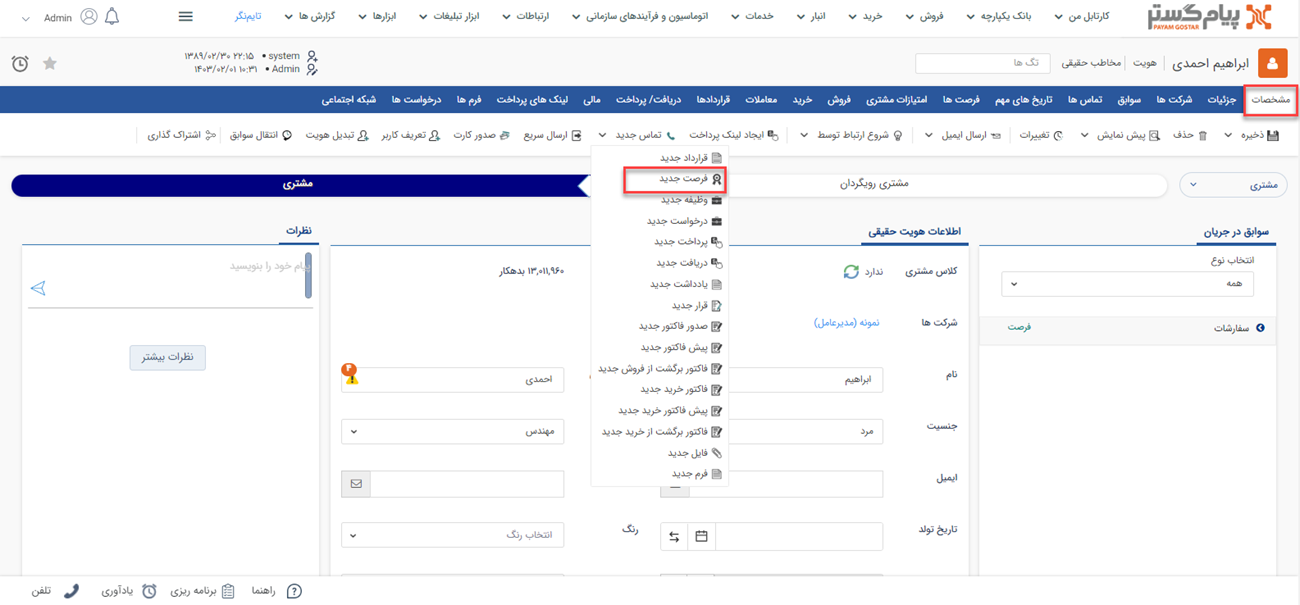 پیام گستر
PAYAM GOSTAR
کارتابل من
بانک یکپارچه
فروش
خرید
انبار
خدمات
اتوماسیون و فرآیندهای سازمانی
ارتباطات
ابزار تبلیغات
ابزارها
گزارش ها
تایم‌نگر
Admin
ابراهیم احمدی
هویت
مخاطب حقیقی
تگ ها
system • ۱۳۸۹/۰۲/۳۰ ۲۲:۱۵
Admin • ۱۴۰۳/۰۲/۰۱ ۱۰:۳۱
مشخصات
جزئیات
شرکت ها
سوابق
تماس ها
تاریخ های مهم
فرصت ها
امتیازات مشتری
فروش
خرید
معاملات
قراردادها
دریافت/ پرداخت
مالی
لینک های پرداخت
فرم ها
درخواست ها
شبکه اجتماعی
ذخیره
حذف
پیش نمایش
تغییرات
ارسال ایمیل
شروع ارتباط توسط
ایجاد لینک پرداخت
تماس جدید
ارسال سریع
صدور کارت
تعریف کاربر
تبدیل هویت
انتقال سوابق
اشتراک گذاری
قرارداد جدید
فرصت جدید
وظیفه جدید
درخواست جدید
پرداخت جدید
دریافت جدید
یادداشت جدید
قرار جدید
صدور فاکتور جدید
پیش فاکتور جدید
فاکتور برگشت از فروش جدید
فاکتور خرید جدید
پیش فاکتور خرید جدید
فاکتور برگشت از خرید جدید
فایل جدید
فرم جدید
مشتری
مشتری رویگردان
مشتری
سوابق در جریان
انتخاب نوع
همه
سفارشات
فرصت
اطلاعات هویت حقیقی
کلاس مشتری
ندارد
۱۳,۰۱۱,۹۶۰ بدهکار
شرکت ها
نمونه (مدیرعامل)
نام
ابراهیم
احمدی
جنسیت
مرد
مهندس
ایمیل
تاریخ تولد
رنگ
انتخاب رنگ
نظرات
پیام خود را بنویسید
نظرات بیشتر
راهنما
برنامه ریزی
یادآوری
تلفن